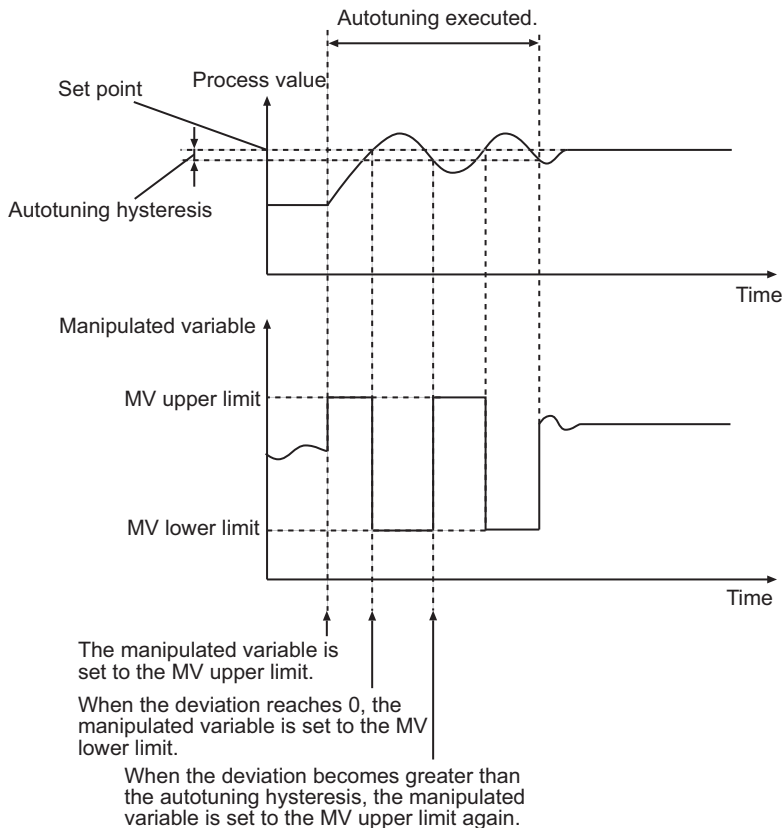 Autotuning executed.
Process value
Set point
Autotuning hysteresis
Time
Manipulated variable
MV upper limit
MV lower limit
Time
The manipulated variable is
set to the MV upper limit.
When the deviation reaches 0, the
manipulated variable is set to the MV
lower limit.
When the deviation becomes greater than
the autotuning hysteresis, the manipulated
variable is set to the MV upper limit again.